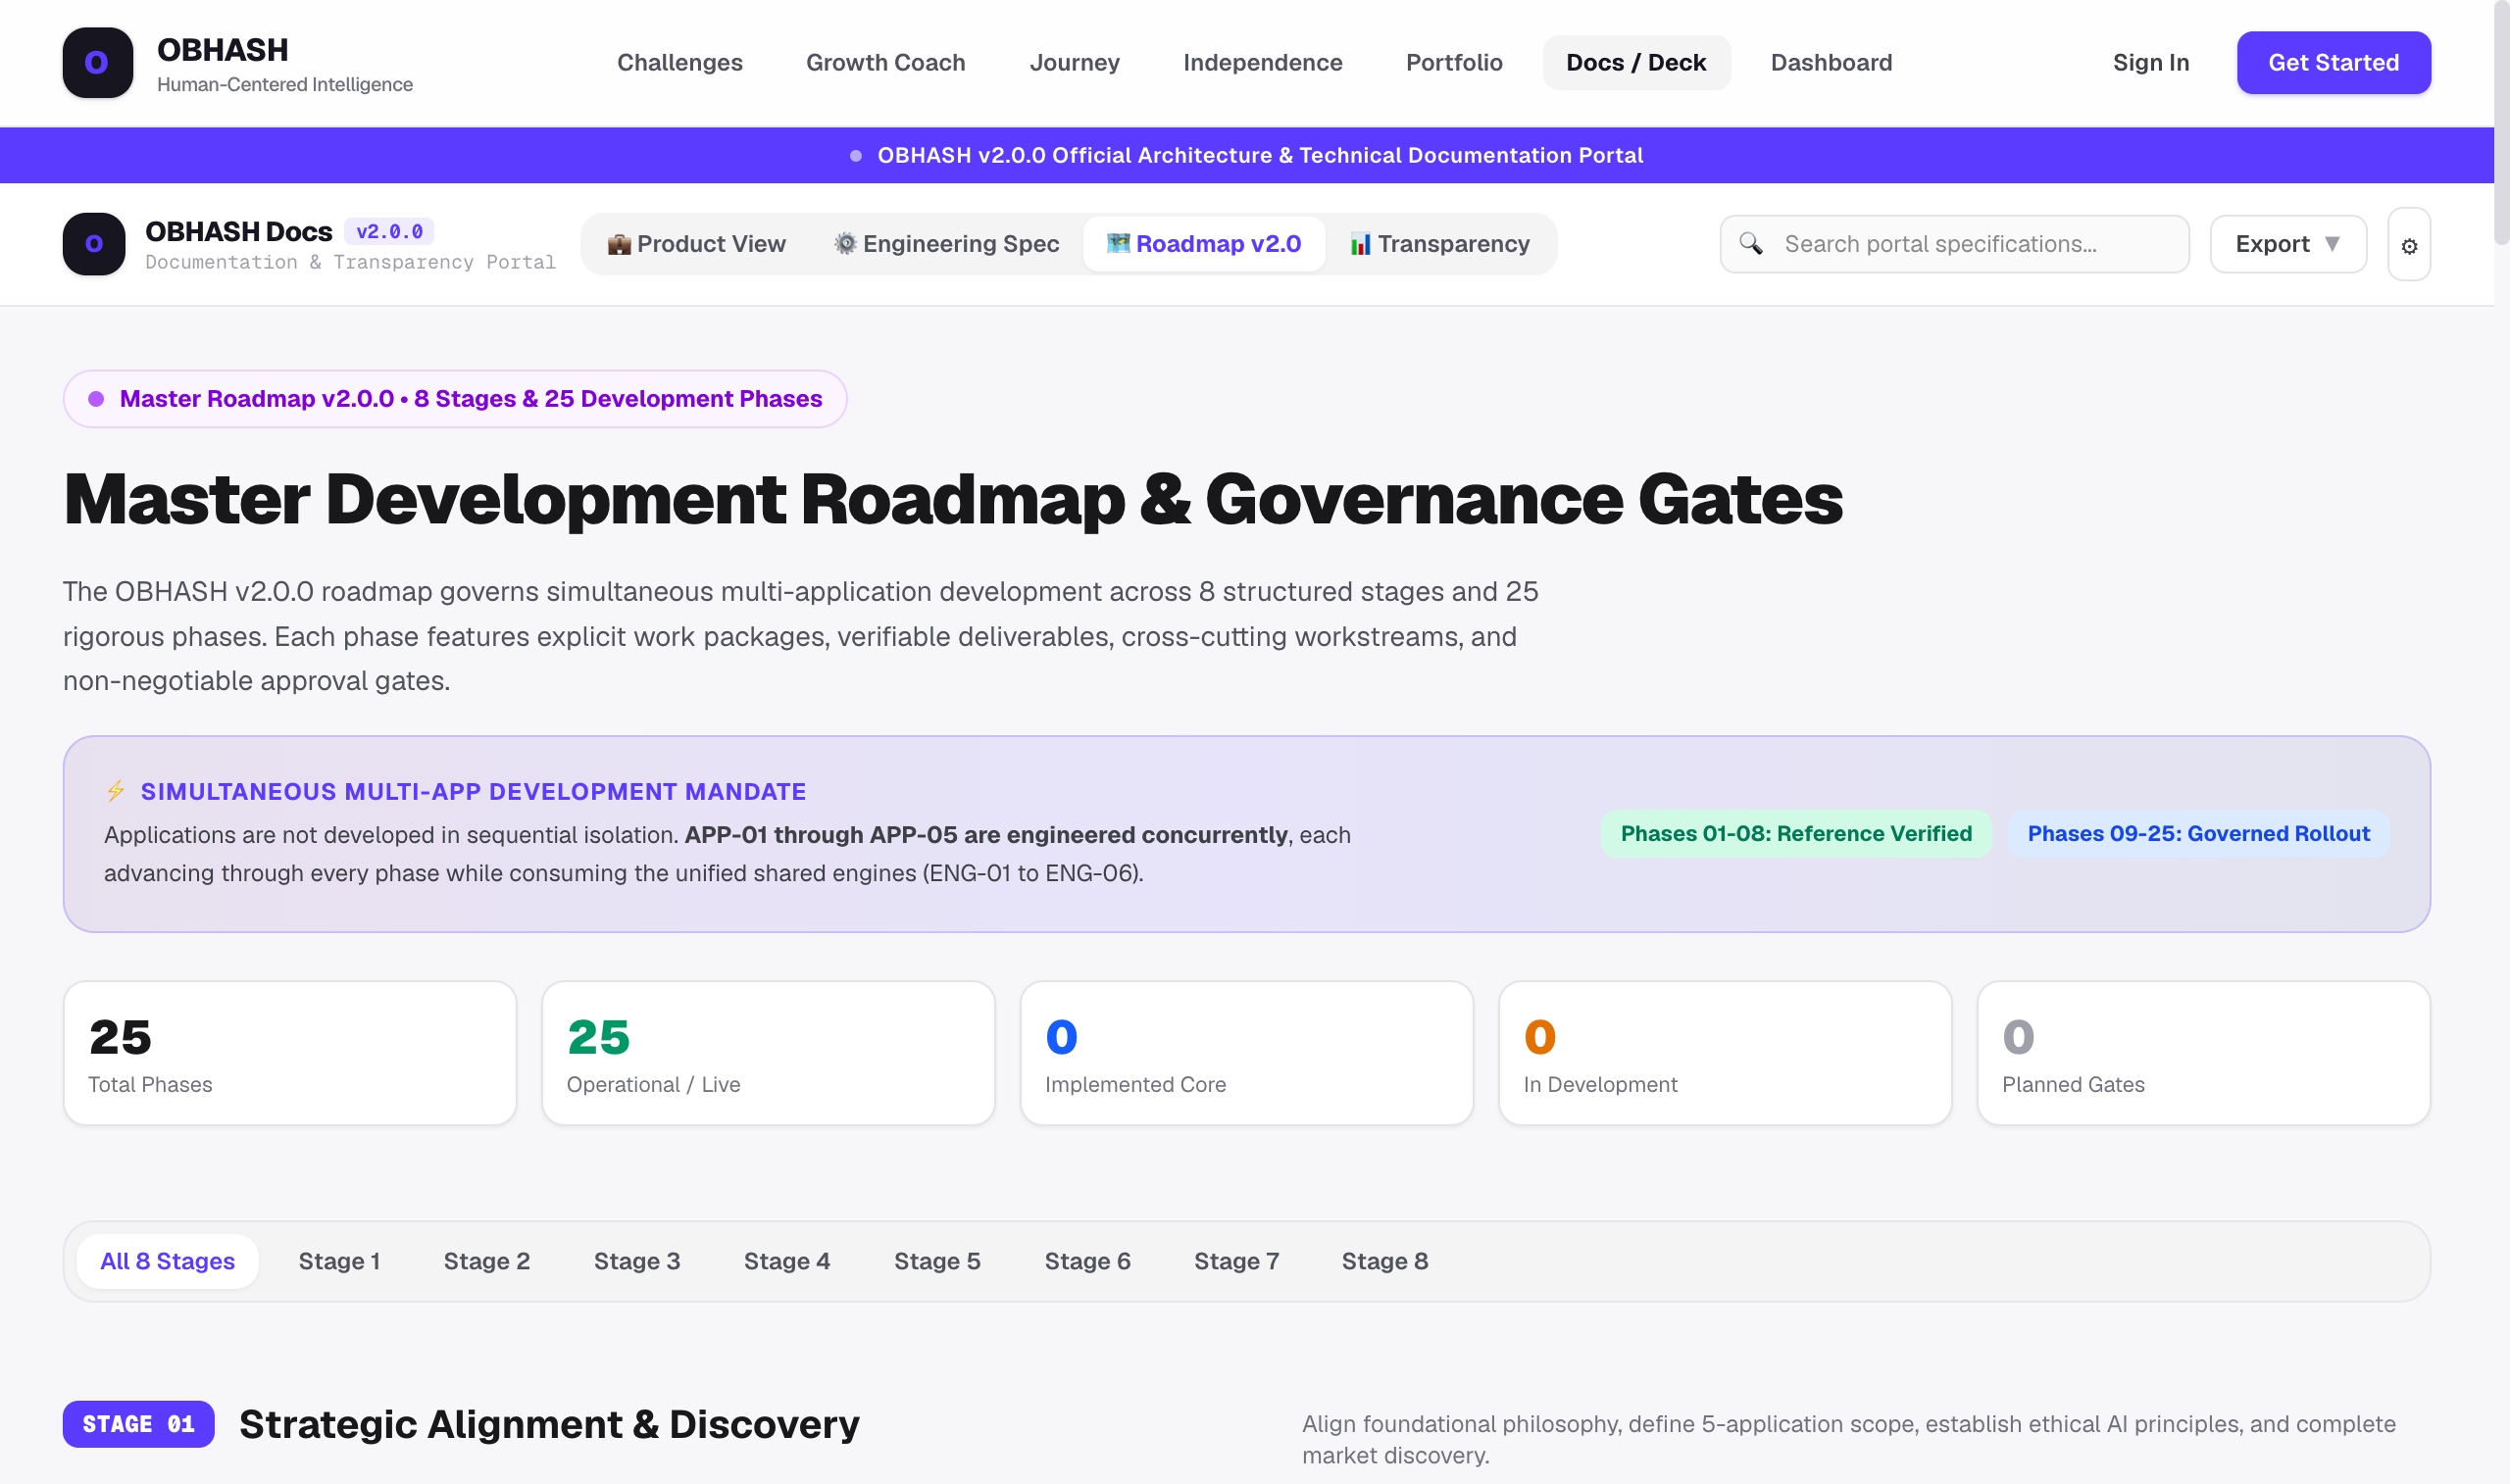 O
OBHASH
Human-Centered Intelligence
Challenges
Growth Coach
Journey
Independence
Portfolio
Docs / Deck
Dashboard
Sign In
Get Started
OBHASH v2.0.0 Official Architecture & Technical Documentation Portal
O
OBHASH Docs v2.0.0
Documentation & Transparency Portal
Product View
Engineering Spec
Roadmap v2.0
Transparency
Search portal specifications...
Export ▼
Master Roadmap v2.0.0 • 8 Stages & 25 Development Phases
Master Development Roadmap & Governance Gates
The OBHASH v2.0.0 roadmap governs simultaneous multi-application development across 8 structured stages and 25
rigorous phases. Each phase features explicit work packages, verifiable deliverables, cross-cutting workstreams, and
non-negotiable approval gates.
SIMULTANEOUS MULTI-APP DEVELOPMENT MANDATE
Applications are not developed in sequential isolation. APP-01 through APP-05 are engineered concurrently, each
advancing through every phase while consuming the unified shared engines (ENG-01 to ENG-06).
Phases 01-08: Reference Verified
Phases 09-25: Governed Rollout
25
Total Phases
25
Operational / Live
0
Implemented Core
0
In Development
0
Planned Gates
All 8 Stages
Stage 1
Stage 2
Stage 3
Stage 4
Stage 5
Stage 6
Stage 7
Stage 8
STAGE 01
Strategic Alignment & Discovery
Align foundational philosophy, define 5-application scope, establish ethical AI principles, and complete
market discovery.